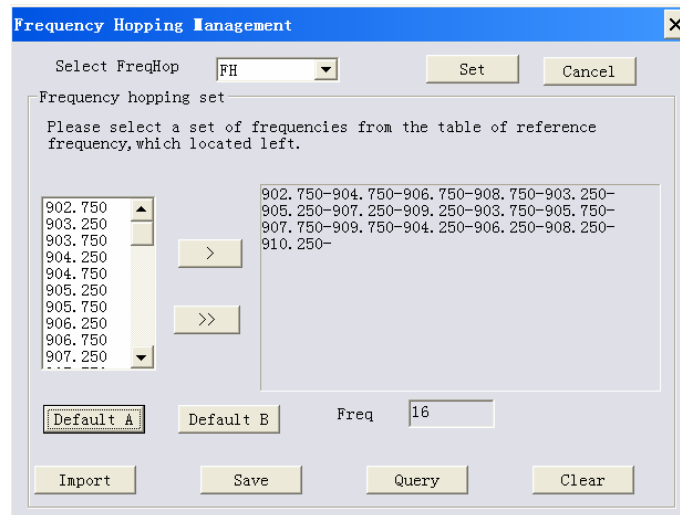 Frequency Hopping Manage
Select FreqHop
FH
Set
Cancel
Frequency hopping set
Please select a set of frequencies from the table of reference
frequency,which located left.
902.750
903.250
903.750
904.250
904.750
905.250
905.750
906.250
906.750
907.250
>
>>
902.750-904.750-906.750-908.750-903.250-
905.250-907.250-909.250-903.750-905.750-
907.750-909.750-904.250-906.250-908.250-
910.250-
Default A
Default B
Freq
16
Import
Save
Query
Clear